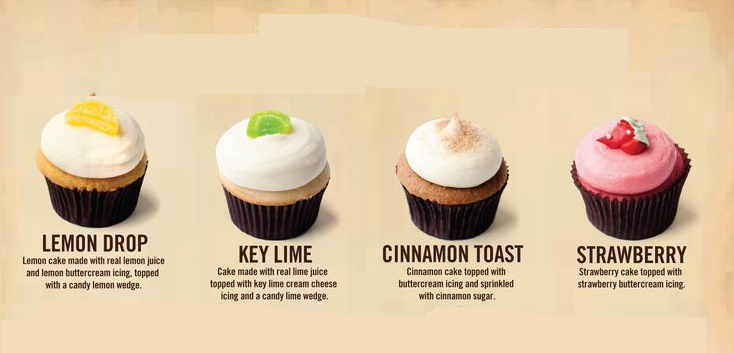 LEMON DROP
Lemon cake made with real lemon juice
and lemon buttercream icing, topped
with a candy lemon wedge.
KEY LIME
Cake made with real lime juice
topped with key lime cream cheese
icing and a candy lime wedge.
CINNAMON TOAST
Cinnamon cake topped with
buttercream icing and sprinkled
with cinnamon sugar.
STRAWBERRY
Strawberry cake topped with
strawberry buttercream icing.